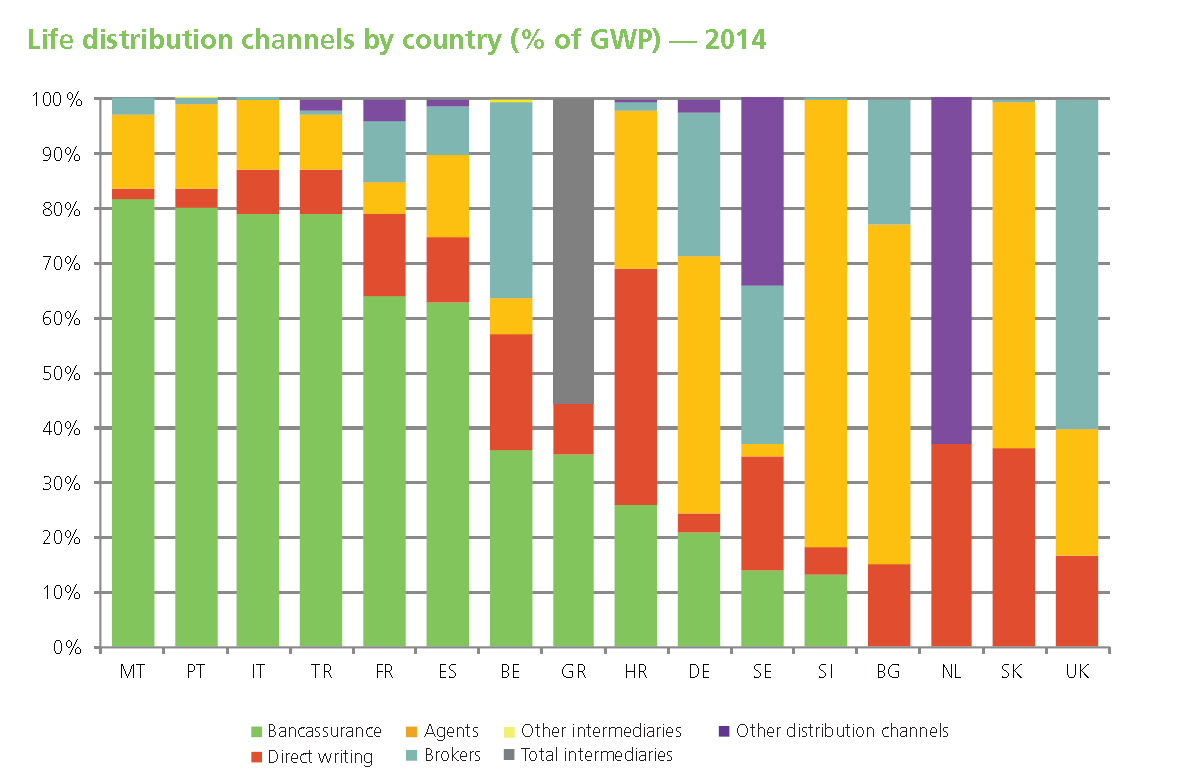 Life distribution channels by country (% of GWP) — 2014
100%
90%
80%
70%
60%
50%
40%
30%
20%
10%
0%
MT PT IT TR FR ES BE GR HR DE SE SI BG NL SK UK
Bancassurance Agents Other intermediaries Other distribution channels
Direct writing Brokers Total intermediaries